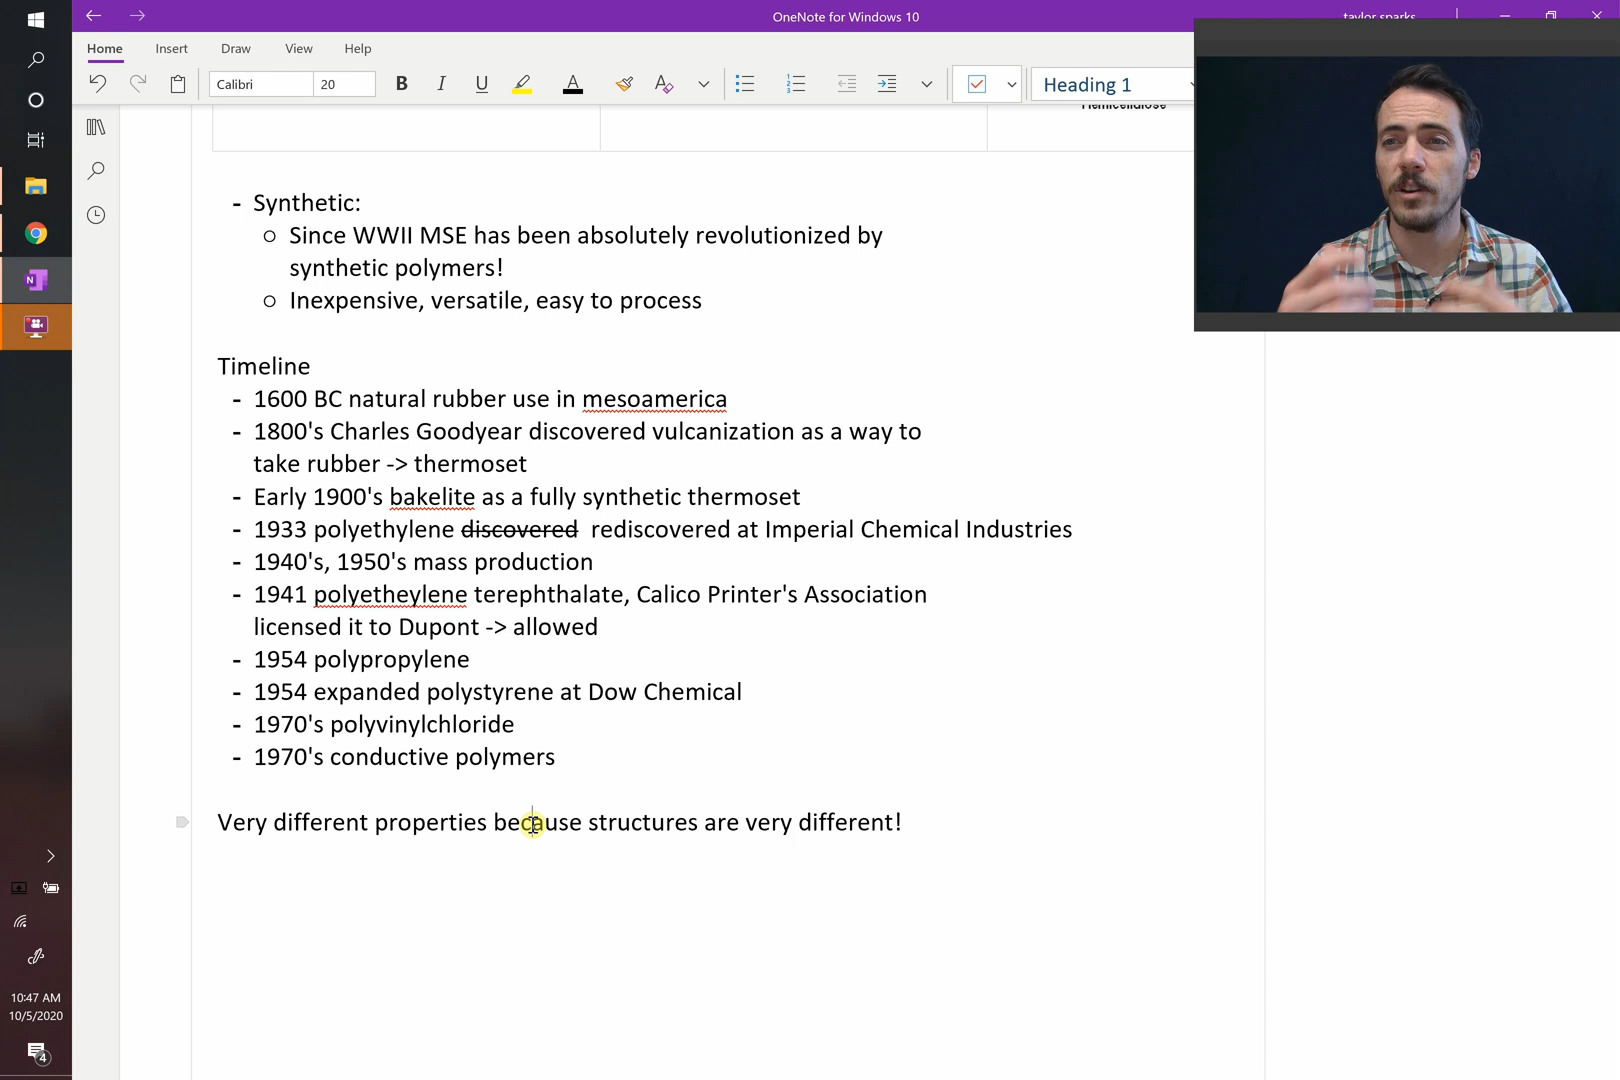 OneNote for Windows 10
taylor sparks
Home Insert Draw View Help
Calibri 20 B I U A A Heading 1
Hemicellulose
- Synthetic:
○ Since WWII MSE has been absolutely revolutionized by
synthetic polymers!
○ Inexpensive, versatile, easy to process
Timeline
- 1600 BC natural rubber use in mesoamerica
- 1800's Charles Goodyear discovered vulcanization as a way to
take rubber -> thermoset
- Early 1900's bakelite as a fully synthetic thermoset
- 1933 polyethylene discovered rediscovered at Imperial Chemical Industries
- 1940's, 1950's mass production
- 1941 polyetheylene terephthalate, Calico Printer's Association
licensed it to Dupont -> allowed
- 1954 polypropylene
- 1954 expanded polystyrene at Dow Chemical
- 1970's polyvinylchloride
- 1970's conductive polymers
Very different properties because structures are very different!
10:47 AM
10/5/2020
4